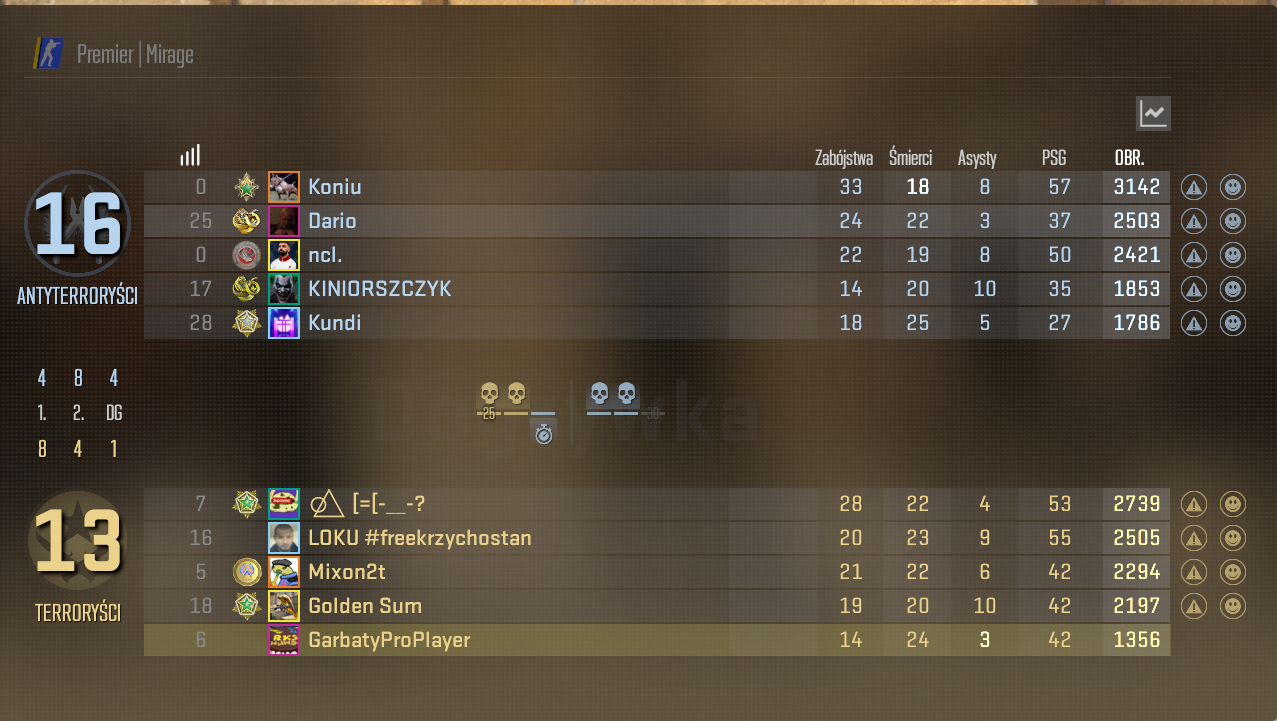 Premier | Mirage
Zabójstwa Śmierci Asysty PSG OBR.
16
ANTYTERRORYŚCI
0 Koniu 33 18 8 57 3142
25 Dario 24 22 3 37 2503
0 ncl. 22 19 8 50 2421
17 KINIORSZCZYK 14 20 10 35 1853
28 Kundi 18 25 5 27 1786
4 8 4
1. 2. DG
8 4 1
25 30
13
TERRORYŚCI
7 [=[-__-? 28 22 4 53 2739
16 LOKU #freekrzychostan 20 23 9 55 2505
5 Mixon2t 21 22 6 42 2294
18 Golden Sum 19 20 10 42 2197
6 GarbatyProPlayer 14 24 3 42 1356